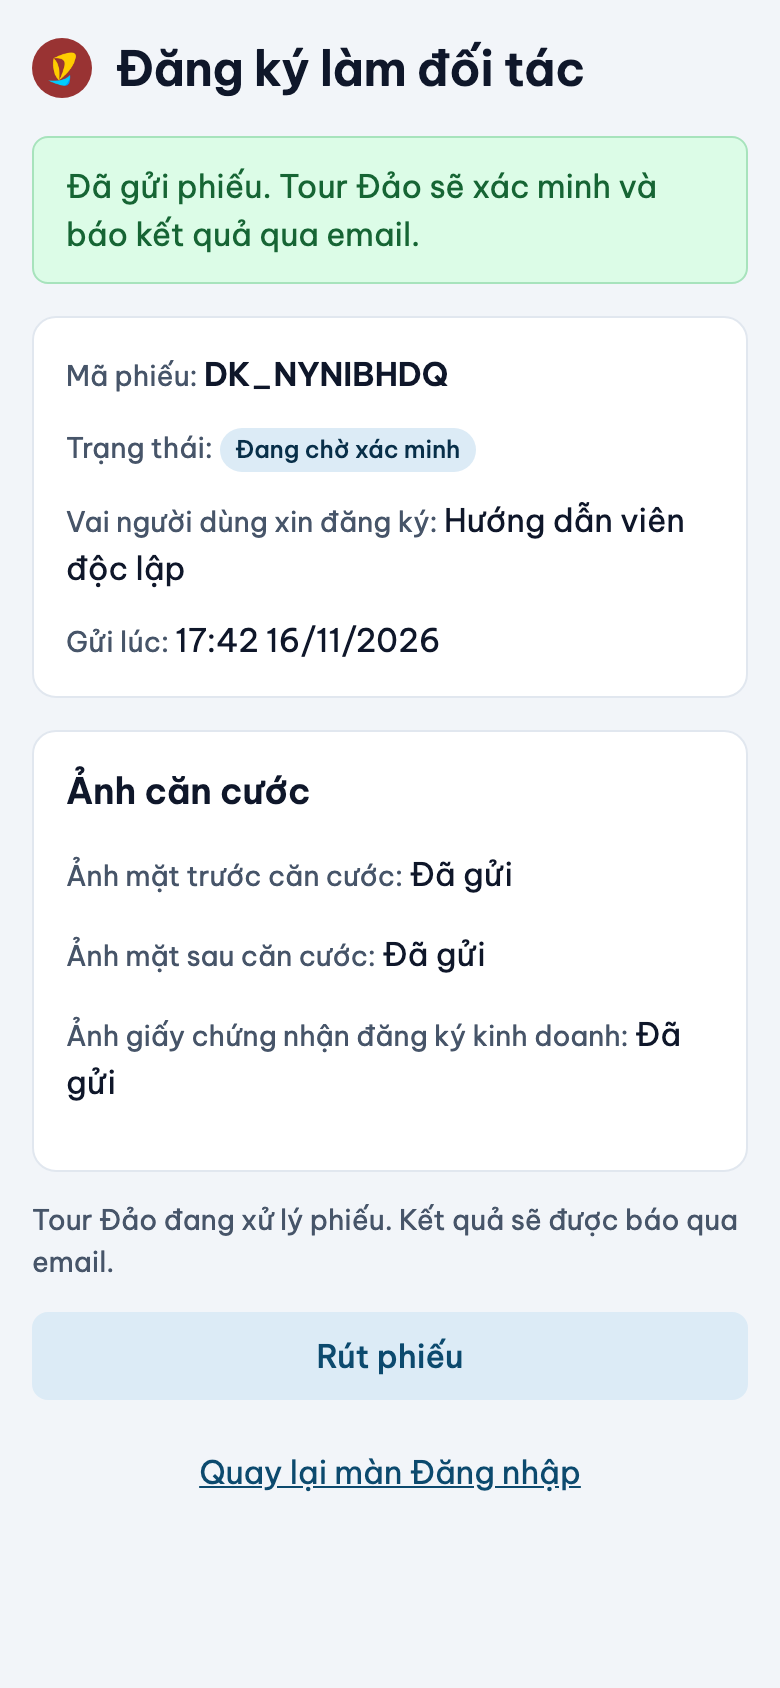 Đăng ký làm đối tác
Đã gửi phiếu. Tour Đảo sẽ xác minh và
báo kết quả qua email.
Mã phiếu: DK_NYNIBHDQ
Trạng thái: Đang chờ xác minh
Vai người dùng xin đăng ký: Hướng dẫn viên
độc lập
Gửi lúc: 17:42 16/11/2026
Ảnh căn cước
Ảnh mặt trước căn cước: Đã gửi
Ảnh mặt sau căn cước: Đã gửi
Ảnh giấy chứng nhận đăng ký kinh doanh: Đã
gửi
Tour Đảo đang xử lý phiếu. Kết quả sẽ được báo qua
email.
Rút phiếu
Quay lại màn Đăng nhập